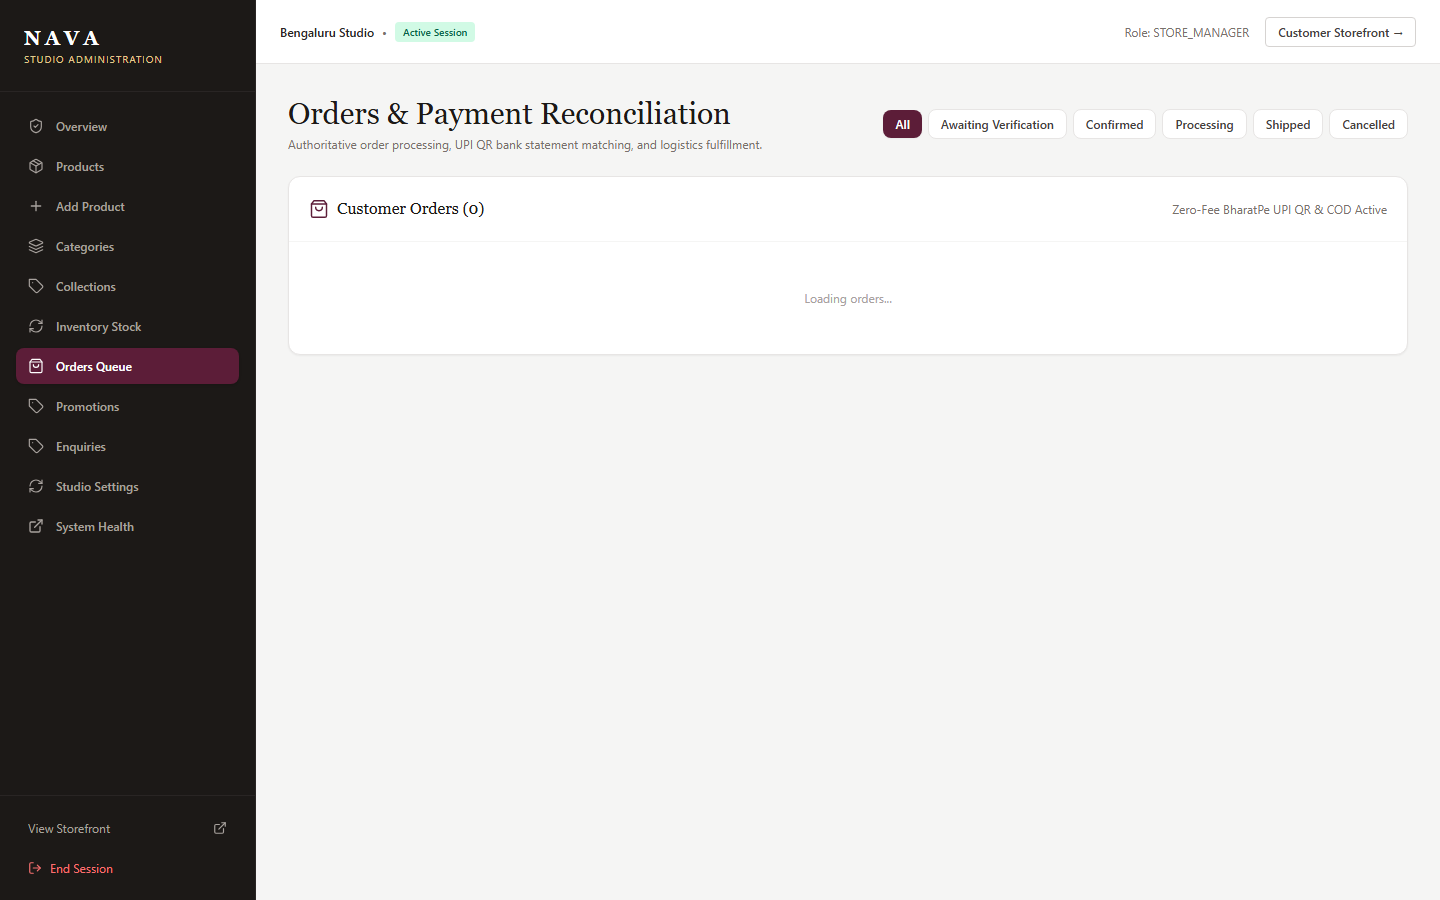 NAVA
STUDIO ADMINISTRATION
Overview
Products
Add Product
Categories
Collections
Inventory Stock
Orders Queue
Promotions
Enquiries
Studio Settings
System Health
View Storefront
End Session
Bengaluru Studio • Active Session
Role: STORE_MANAGER
Customer Storefront →
Orders & Payment Reconciliation
Authoritative order processing, UPI QR bank statement matching, and logistics fulfillment.
All
Awaiting Verification
Confirmed
Processing
Shipped
Cancelled
Customer Orders (0)
Zero-Fee BharatPe UPI QR & COD Active
Loading orders...